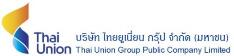 Thai
Union
บริษัท ไทยยูเนี่ยน กรุ๊ป จำกัด (มหาชน)
Thai Union Group Public Company Limited